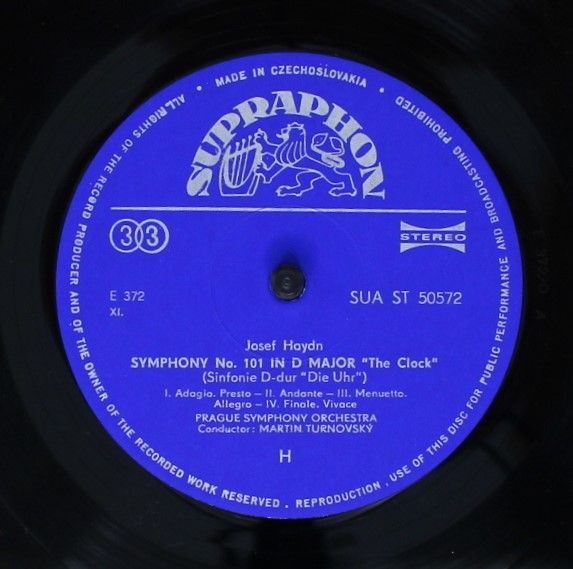 ALL RIGHTS OF THE RECORD PRODUCER AND OF THE OWNER OF THE RECORDED WORK RESERVED . REPRODUCTION , USE OF THIS DISC FOR PUBLIC PERFORMANCE AND BROADCASTING PROHIBITED
• MADE IN CZECHOSLOVAKIA •
SUPRAPHON
33
STEREO
E 372
SUA ST 50572
XI.
Josef Haydn
SYMPHONY No. 101 IN D MAJOR "The Clock"
(Sinfonie D-dur "Die Uhr")
I. Adagio. Presto — II. Andante — III. Menuetto.
Allegro — IV. Finale. Vivace
PRAGUE SYMPHONY ORCHESTRA
Conductor: MARTIN TURNOVSKÝ
H